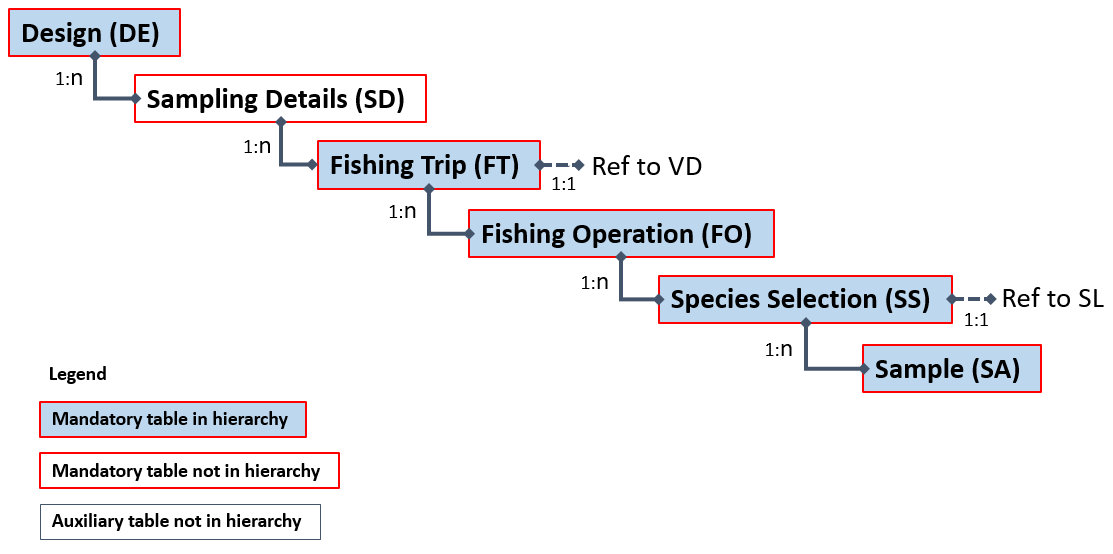 Design (DE)
1:n
Sampling Details (SD)
1:n
Fishing Trip (FT)
1:1
Ref to VD
1:n
Fishing Operation (FO)
1:n
Species Selection (SS)
1:1
Ref to SL
1:n
Sample (SA)
Legend
Mandatory table in hierarchy
Mandatory table not in hierarchy
Auxiliary table not in hierarchy